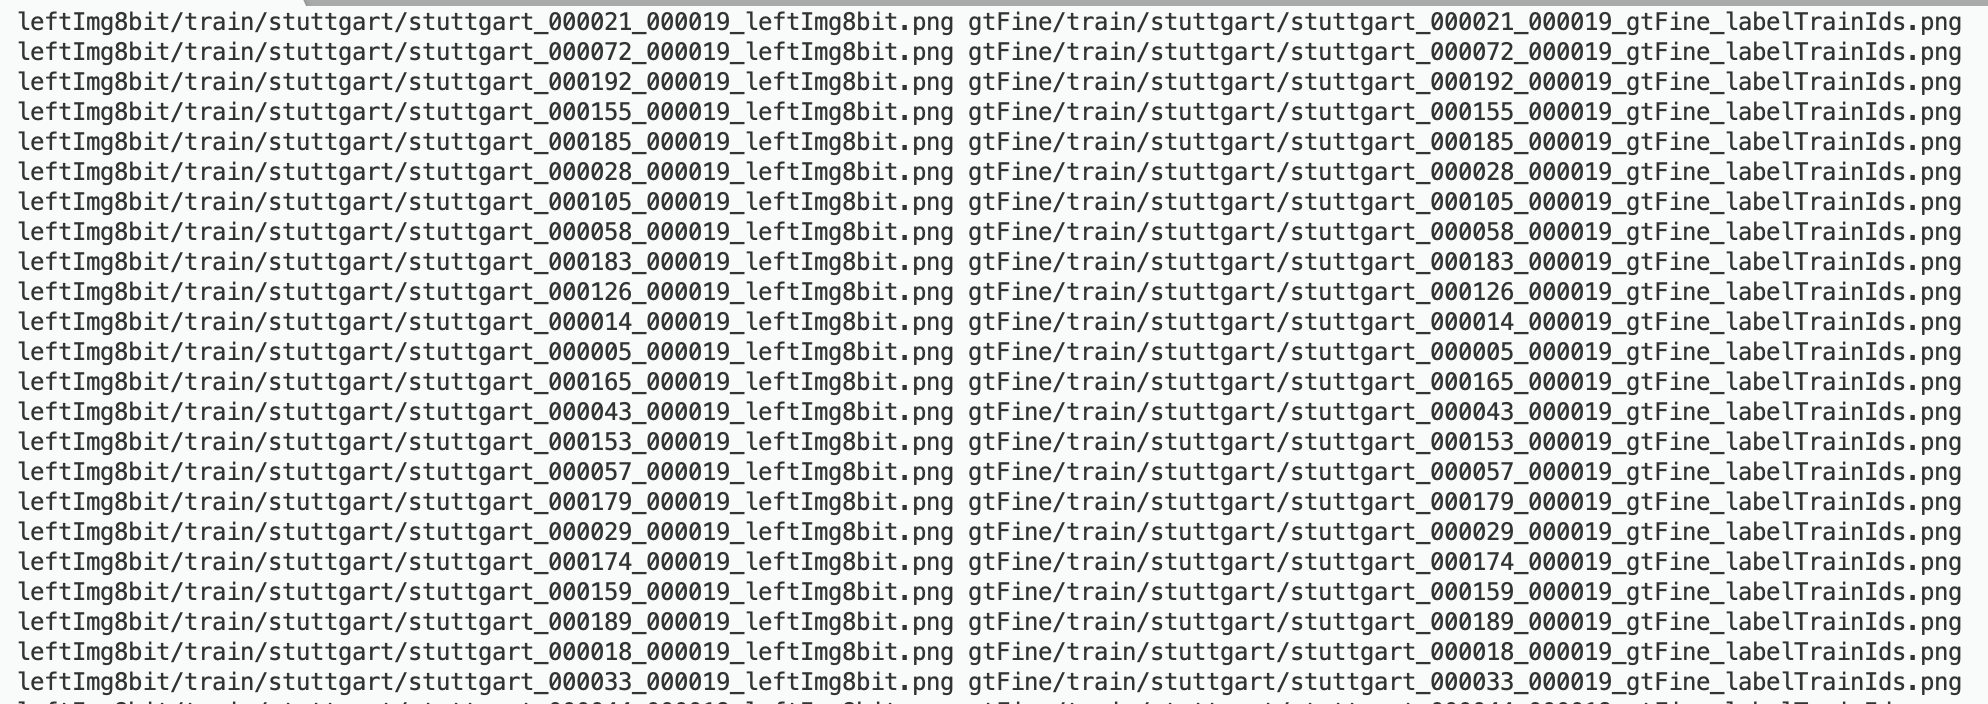 leftImg8bit/train/stuttgart/stuttgart_000021_000019_leftImg8bit.png gtFine/train/stuttgart/stuttgart_000021_000019_gtFine_labelTrainIds.png
leftImg8bit/train/stuttgart/stuttgart_000072_000019_leftImg8bit.png gtFine/train/stuttgart/stuttgart_000072_000019_gtFine_labelTrainIds.png
leftImg8bit/train/stuttgart/stuttgart_000192_000019_leftImg8bit.png gtFine/train/stuttgart/stuttgart_000192_000019_gtFine_labelTrainIds.png
leftImg8bit/train/stuttgart/stuttgart_000155_000019_leftImg8bit.png gtFine/train/stuttgart/stuttgart_000155_000019_gtFine_labelTrainIds.png
leftImg8bit/train/stuttgart/stuttgart_000185_000019_leftImg8bit.png gtFine/train/stuttgart/stuttgart_000185_000019_gtFine_labelTrainIds.png
leftImg8bit/train/stuttgart/stuttgart_000028_000019_leftImg8bit.png gtFine/train/stuttgart/stuttgart_000028_000019_gtFine_labelTrainIds.png
leftImg8bit/train/stuttgart/stuttgart_000105_000019_leftImg8bit.png gtFine/train/stuttgart/stuttgart_000105_000019_gtFine_labelTrainIds.png
leftImg8bit/train/stuttgart/stuttgart_000058_000019_leftImg8bit.png gtFine/train/stuttgart/stuttgart_000058_000019_gtFine_labelTrainIds.png
leftImg8bit/train/stuttgart/stuttgart_000183_000019_leftImg8bit.png gtFine/train/stuttgart/stuttgart_000183_000019_gtFine_labelTrainIds.png
leftImg8bit/train/stuttgart/stuttgart_000126_000019_leftImg8bit.png gtFine/train/stuttgart/stuttgart_000126_000019_gtFine_labelTrainIds.png
leftImg8bit/train/stuttgart/stuttgart_000014_000019_leftImg8bit.png gtFine/train/stuttgart/stuttgart_000014_000019_gtFine_labelTrainIds.png
leftImg8bit/train/stuttgart/stuttgart_000005_000019_leftImg8bit.png gtFine/train/stuttgart/stuttgart_000005_000019_gtFine_labelTrainIds.png
leftImg8bit/train/stuttgart/stuttgart_000165_000019_leftImg8bit.png gtFine/train/stuttgart/stuttgart_000165_000019_gtFine_labelTrainIds.png
leftImg8bit/train/stuttgart/stuttgart_000043_000019_leftImg8bit.png gtFine/train/stuttgart/stuttgart_000043_000019_gtFine_labelTrainIds.png
leftImg8bit/train/stuttgart/stuttgart_000153_000019_leftImg8bit.png gtFine/train/stuttgart/stuttgart_000153_000019_gtFine_labelTrainIds.png
leftImg8bit/train/stuttgart/stuttgart_000057_000019_leftImg8bit.png gtFine/train/stuttgart/stuttgart_000057_000019_gtFine_labelTrainIds.png
leftImg8bit/train/stuttgart/stuttgart_000179_000019_leftImg8bit.png gtFine/train/stuttgart/stuttgart_000179_000019_gtFine_labelTrainIds.png
leftImg8bit/train/stuttgart/stuttgart_000029_000019_leftImg8bit.png gtFine/train/stuttgart/stuttgart_000029_000019_gtFine_labelTrainIds.png
leftImg8bit/train/stuttgart/stuttgart_000174_000019_leftImg8bit.png gtFine/train/stuttgart/stuttgart_000174_000019_gtFine_labelTrainIds.png
leftImg8bit/train/stuttgart/stuttgart_000159_000019_leftImg8bit.png gtFine/train/stuttgart/stuttgart_000159_000019_gtFine_labelTrainIds.png
leftImg8bit/train/stuttgart/stuttgart_000189_000019_leftImg8bit.png gtFine/train/stuttgart/stuttgart_000189_000019_gtFine_labelTrainIds.png
leftImg8bit/train/stuttgart/stuttgart_000018_000019_leftImg8bit.png gtFine/train/stuttgart/stuttgart_000018_000019_gtFine_labelTrainIds.png
leftImg8bit/train/stuttgart/stuttgart_000033_000019_leftImg8bit.png gtFine/train/stuttgart/stuttgart_000033_000019_gtFine_labelTrainIds.png